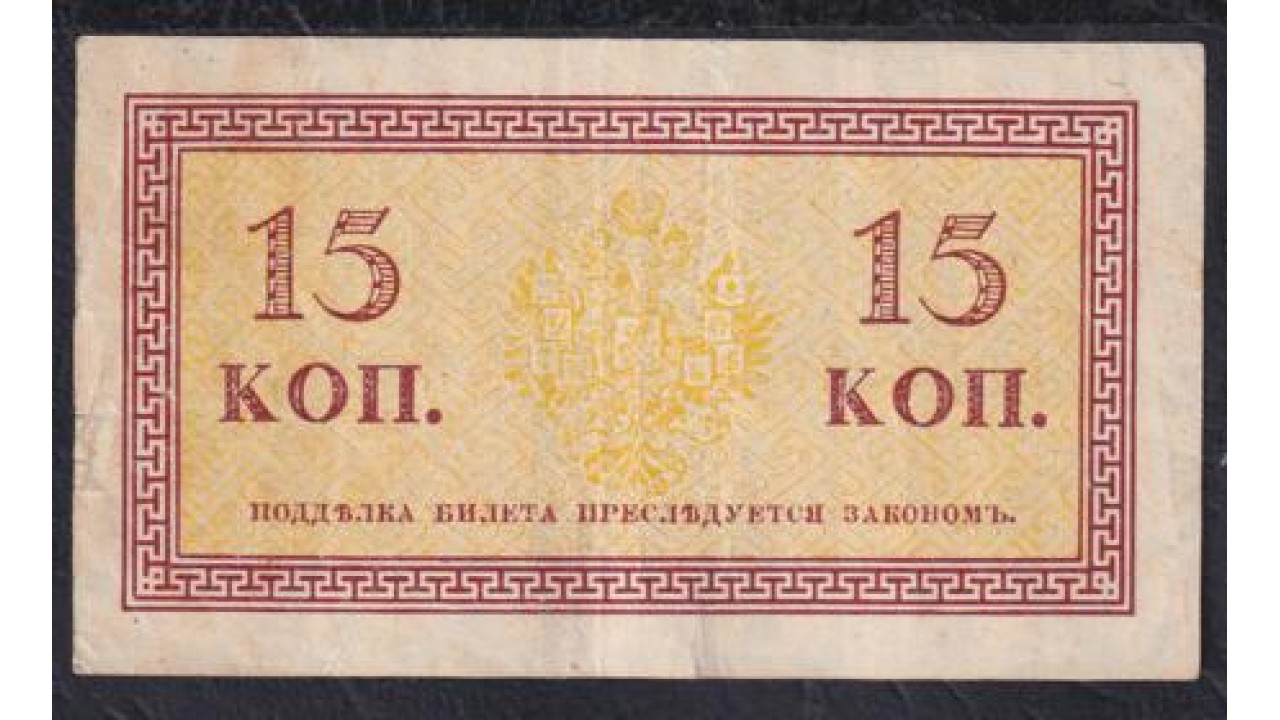 15 15
КОП. КОП.
ПОДДѢЛКА БИЛЕТА ПРЕСЛѢДУЕТСЯ ЗАКОНОМЪ.